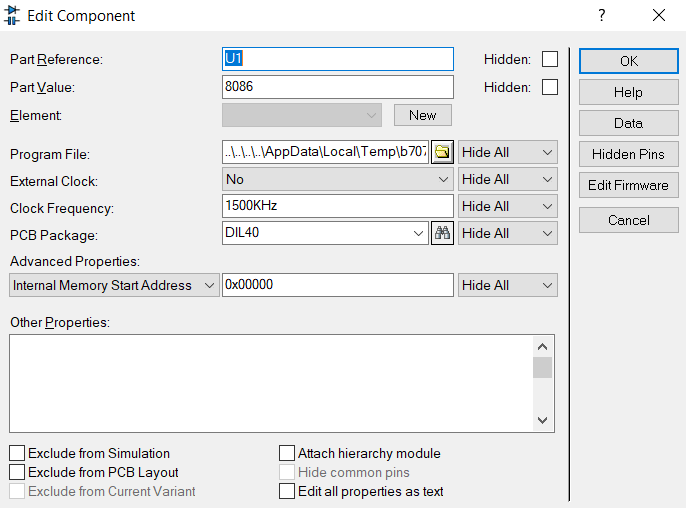 Edit Component ?
Part Reference: U1 Hidden: OK
Part Value: 8086 Hidden: Help
Element: New Data
Program File: ..\..\..\..\AppData\Local\Temp\b707 Hide All Hidden Pins
External Clock: No Hide All Edit Firmware
Clock Frequency: 1500KHz Hide All Cancel
PCB Package: DIL40 Hide All
Advanced Properties:
Internal Memory Start Address 0x00000 Hide All
Other Properties:
Exclude from Simulation Attach hierarchy module
Exclude from PCB Layout Hide common pins
Exclude from Current Variant Edit all properties as text